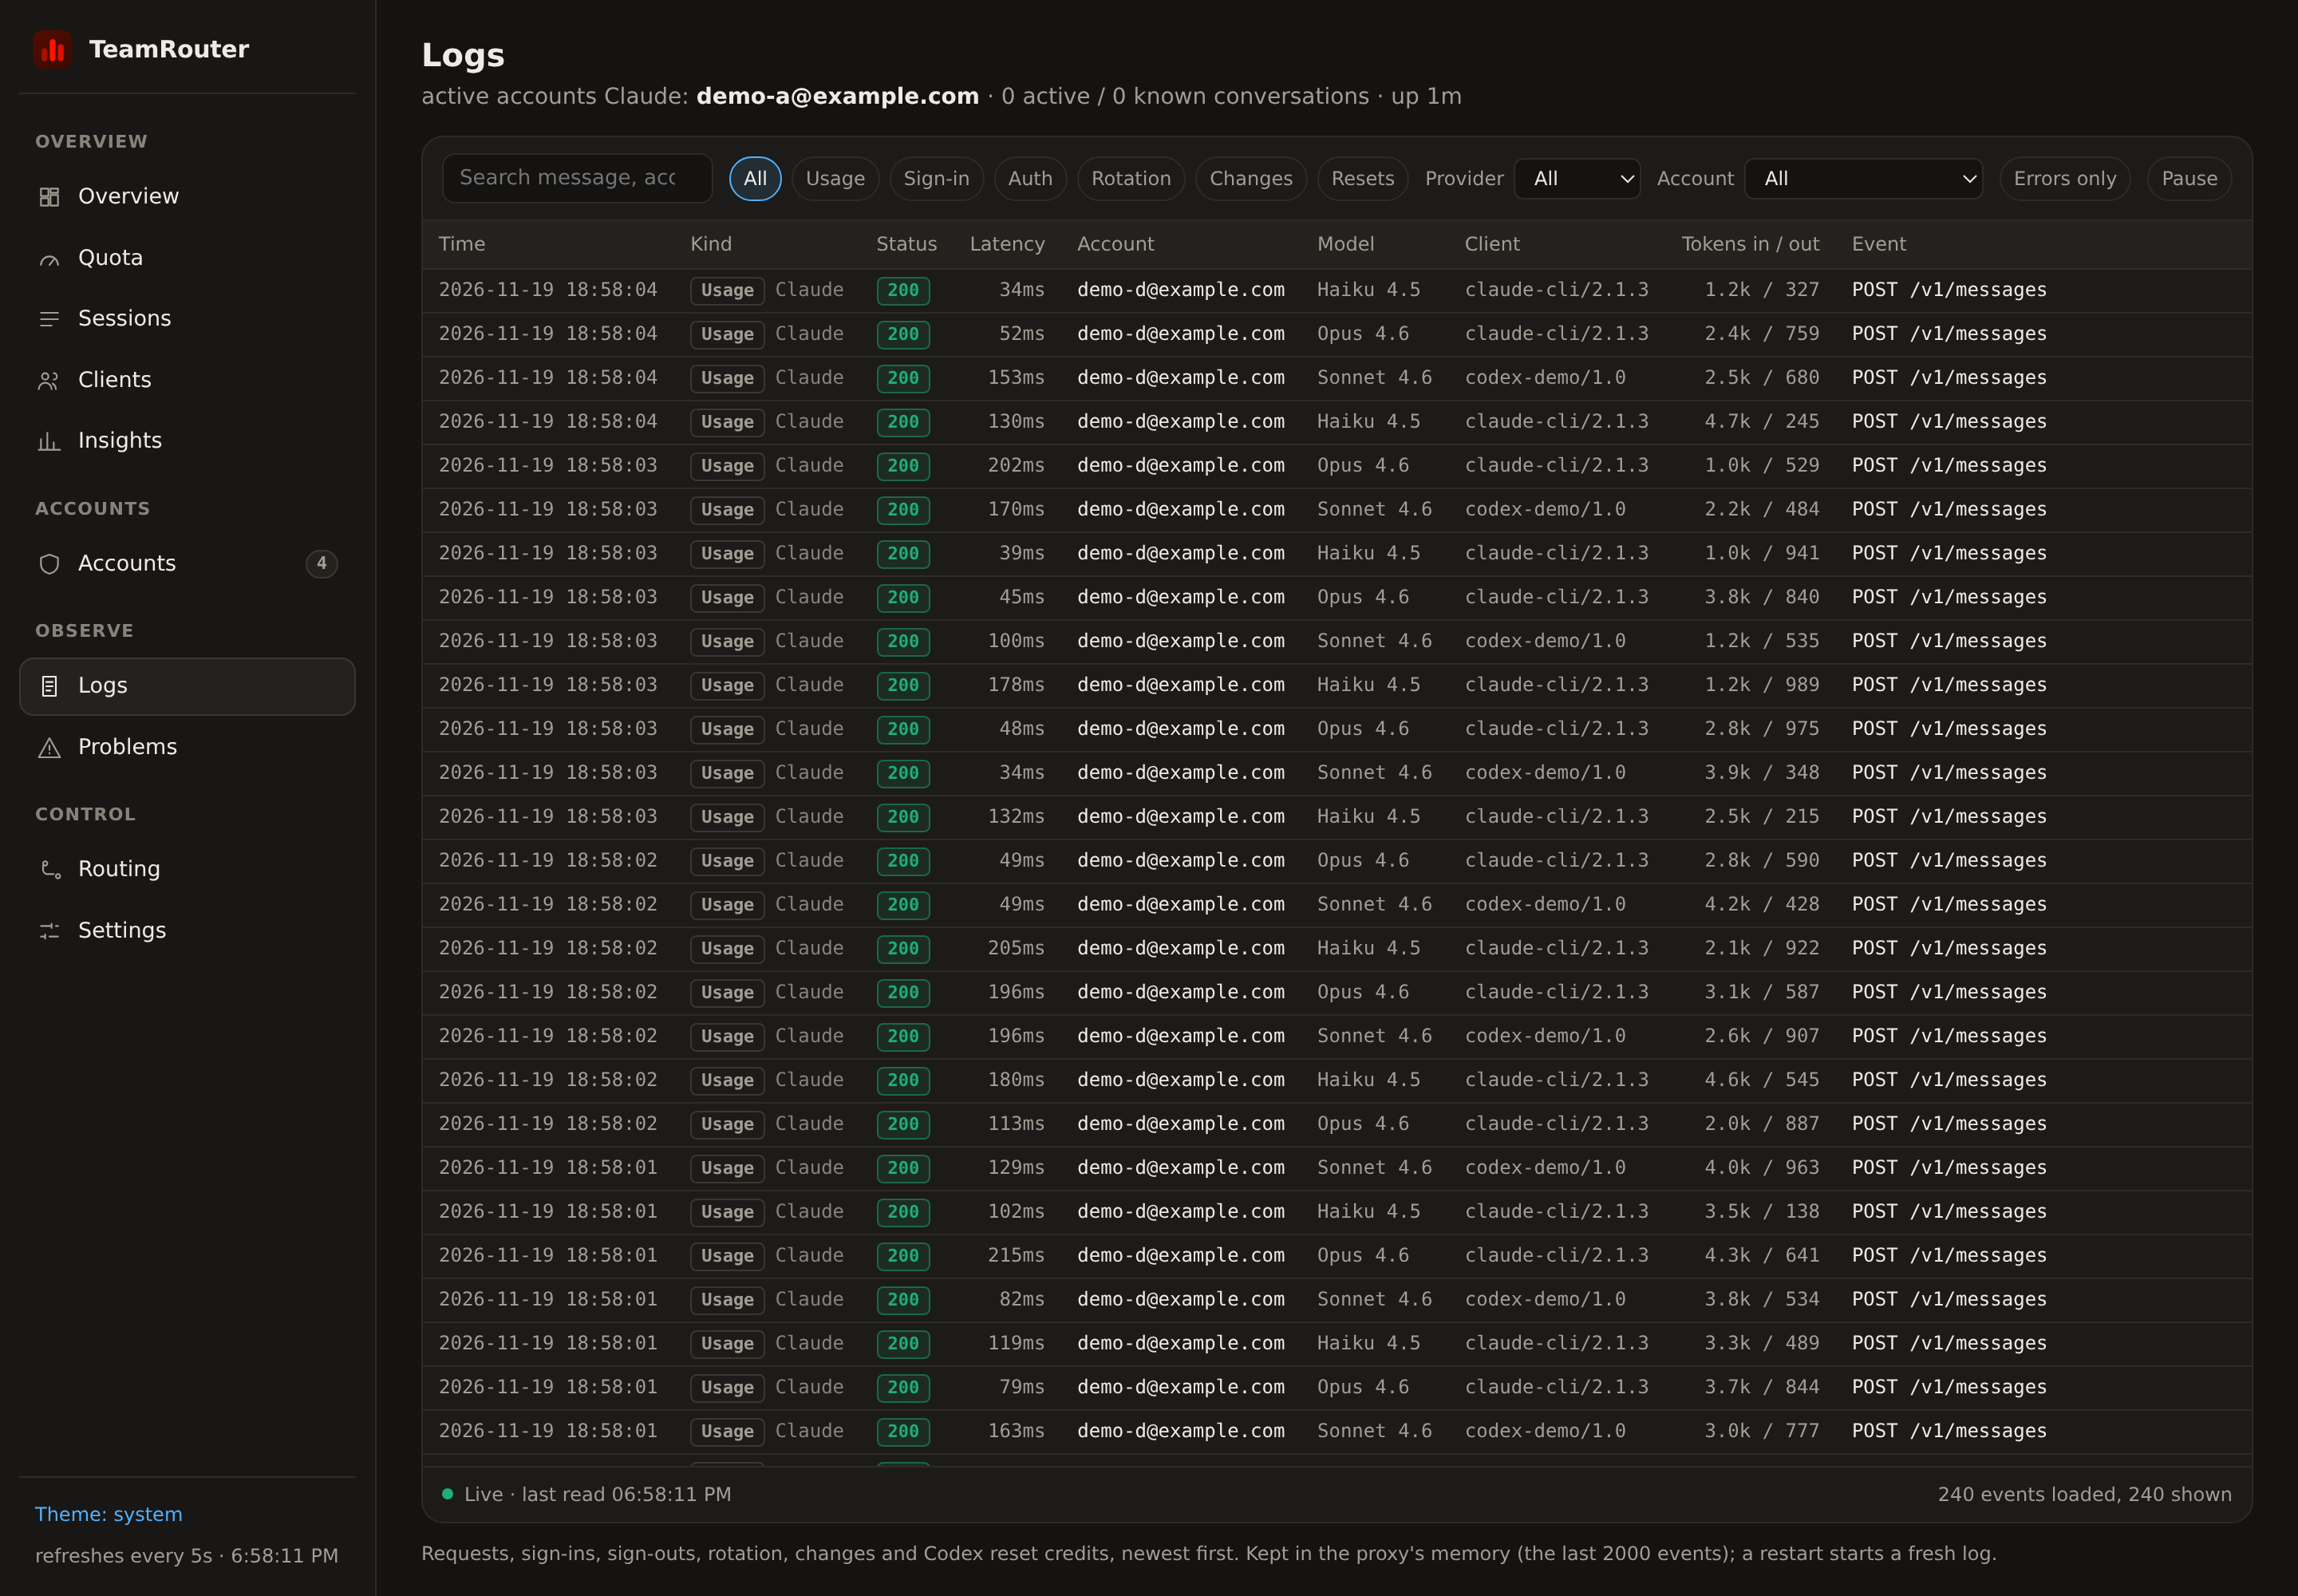 TeamRouter
OVERVIEW
Overview
Quota
Sessions
Clients
Insights
ACCOUNTS
Accounts 4
OBSERVE
Logs
Problems
CONTROL
Routing
Settings
Theme: system
refreshes every 5s · 6:58:11 PM
Logs
active accounts Claude: demo-a@example.com · 0 active / 0 known conversations · up 1m
Search message, acc All Usage Sign-in Auth Rotation Changes Resets Provider All Account All Errors only Pause
Time Kind Status Latency Account Model Client Tokens in / out Event
2026-11-19 18:58:04 Usage Claude 200 34ms demo-d@example.com Haiku 4.5 claude-cli/2.1.3 1.2k / 327 POST /v1/messages
2026-11-19 18:58:04 Usage Claude 200 52ms demo-d@example.com Opus 4.6 claude-cli/2.1.3 2.4k / 759 POST /v1/messages
2026-11-19 18:58:04 Usage Claude 200 153ms demo-d@example.com Sonnet 4.6 codex-demo/1.0 2.5k / 680 POST /v1/messages
2026-11-19 18:58:04 Usage Claude 200 130ms demo-d@example.com Haiku 4.5 claude-cli/2.1.3 4.7k / 245 POST /v1/messages
2026-11-19 18:58:03 Usage Claude 200 202ms demo-d@example.com Opus 4.6 claude-cli/2.1.3 1.0k / 529 POST /v1/messages
2026-11-19 18:58:03 Usage Claude 200 170ms demo-d@example.com Sonnet 4.6 codex-demo/1.0 2.2k / 484 POST /v1/messages
2026-11-19 18:58:03 Usage Claude 200 39ms demo-d@example.com Haiku 4.5 claude-cli/2.1.3 1.0k / 941 POST /v1/messages
2026-11-19 18:58:03 Usage Claude 200 45ms demo-d@example.com Opus 4.6 claude-cli/2.1.3 3.8k / 840 POST /v1/messages
2026-11-19 18:58:03 Usage Claude 200 100ms demo-d@example.com Sonnet 4.6 codex-demo/1.0 1.2k / 535 POST /v1/messages
2026-11-19 18:58:03 Usage Claude 200 178ms demo-d@example.com Haiku 4.5 claude-cli/2.1.3 1.2k / 989 POST /v1/messages
2026-11-19 18:58:03 Usage Claude 200 48ms demo-d@example.com Opus 4.6 claude-cli/2.1.3 2.8k / 975 POST /v1/messages
2026-11-19 18:58:03 Usage Claude 200 34ms demo-d@example.com Sonnet 4.6 codex-demo/1.0 3.9k / 348 POST /v1/messages
2026-11-19 18:58:03 Usage Claude 200 132ms demo-d@example.com Haiku 4.5 claude-cli/2.1.3 2.5k / 215 POST /v1/messages
2026-11-19 18:58:02 Usage Claude 200 49ms demo-d@example.com Opus 4.6 claude-cli/2.1.3 2.8k / 590 POST /v1/messages
2026-11-19 18:58:02 Usage Claude 200 49ms demo-d@example.com Sonnet 4.6 codex-demo/1.0 4.2k / 428 POST /v1/messages
2026-11-19 18:58:02 Usage Claude 200 205ms demo-d@example.com Haiku 4.5 claude-cli/2.1.3 2.1k / 922 POST /v1/messages
2026-11-19 18:58:02 Usage Claude 200 196ms demo-d@example.com Opus 4.6 claude-cli/2.1.3 3.1k / 587 POST /v1/messages
2026-11-19 18:58:02 Usage Claude 200 196ms demo-d@example.com Sonnet 4.6 codex-demo/1.0 2.6k / 907 POST /v1/messages
2026-11-19 18:58:02 Usage Claude 200 180ms demo-d@example.com Haiku 4.5 claude-cli/2.1.3 4.6k / 545 POST /v1/messages
2026-11-19 18:58:02 Usage Claude 200 113ms demo-d@example.com Opus 4.6 claude-cli/2.1.3 2.0k / 887 POST /v1/messages
2026-11-19 18:58:01 Usage Claude 200 129ms demo-d@example.com Sonnet 4.6 codex-demo/1.0 4.0k / 963 POST /v1/messages
2026-11-19 18:58:01 Usage Claude 200 102ms demo-d@example.com Haiku 4.5 claude-cli/2.1.3 3.5k / 138 POST /v1/messages
2026-11-19 18:58:01 Usage Claude 200 215ms demo-d@example.com Opus 4.6 claude-cli/2.1.3 4.3k / 641 POST /v1/messages
2026-11-19 18:58:01 Usage Claude 200 82ms demo-d@example.com Sonnet 4.6 codex-demo/1.0 3.8k / 534 POST /v1/messages
2026-11-19 18:58:01 Usage Claude 200 119ms demo-d@example.com Haiku 4.5 claude-cli/2.1.3 3.3k / 489 POST /v1/messages
2026-11-19 18:58:01 Usage Claude 200 79ms demo-d@example.com Opus 4.6 claude-cli/2.1.3 3.7k / 844 POST /v1/messages
2026-11-19 18:58:01 Usage Claude 200 163ms demo-d@example.com Sonnet 4.6 codex-demo/1.0 3.0k / 777 POST /v1/messages
Live · last read 06:58:11 PM 240 events loaded, 240 shown
Requests, sign-ins, sign-outs, rotation, changes and Codex reset credits, newest first. Kept in the proxy's memory (the last 2000 events); a restart starts a fresh log.